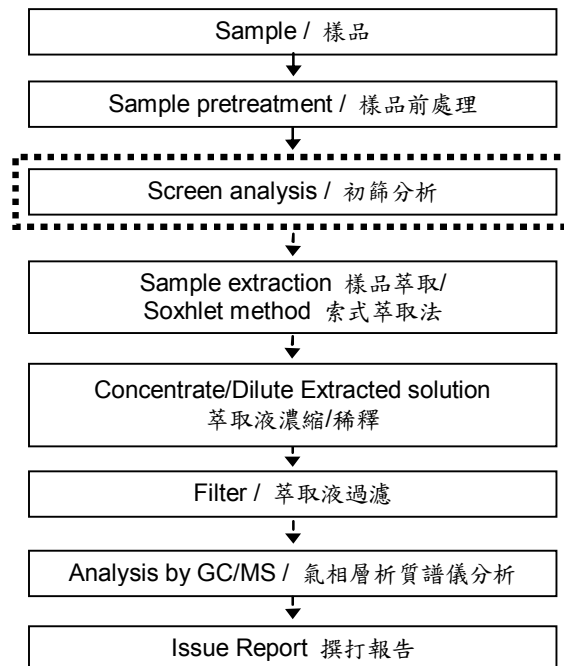 Sample / 樣品
Sample pretreatment / 樣品前處理
Screen analysis / 初篩分析
Sample extraction 樣品萃取/
Soxhlet method 索式萃取法
Concentrate/Dilute Extracted solution
萃取液濃縮/稀釋
Filter / 萃取液過濾
Analysis by GC/MS / 氣相層析質譜儀分析
Issue Report 撰打報告